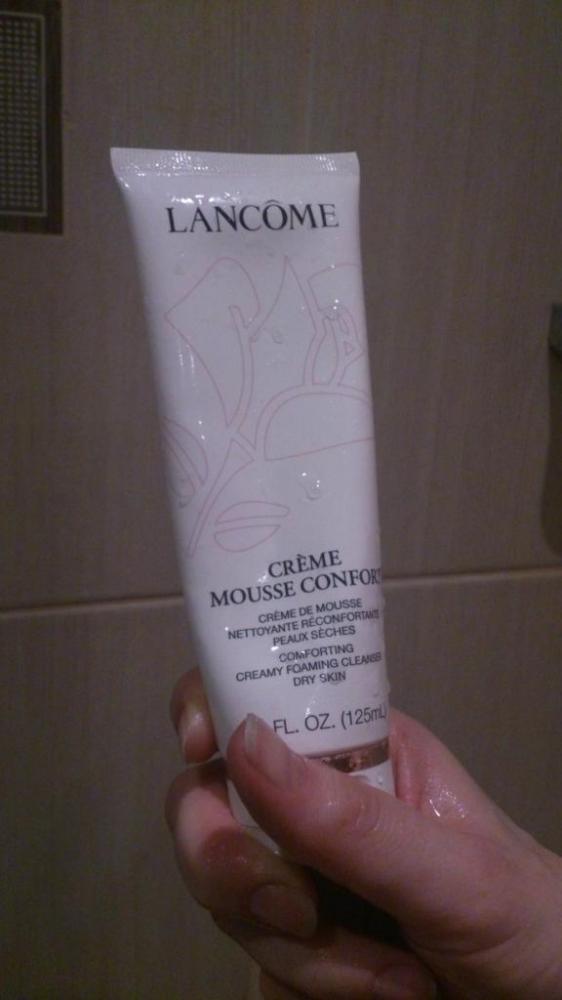 LANCÔME
CRÈME
MOUSSE CONFORT
CRÈME DE MOUSSE
NETTOYANTE RÉCONFORTANTE
PEAUX SÈCHES
COMFORTING
CREAMY FOAMING CLEANSER
DRY SKIN
FL. OZ. (125mL)